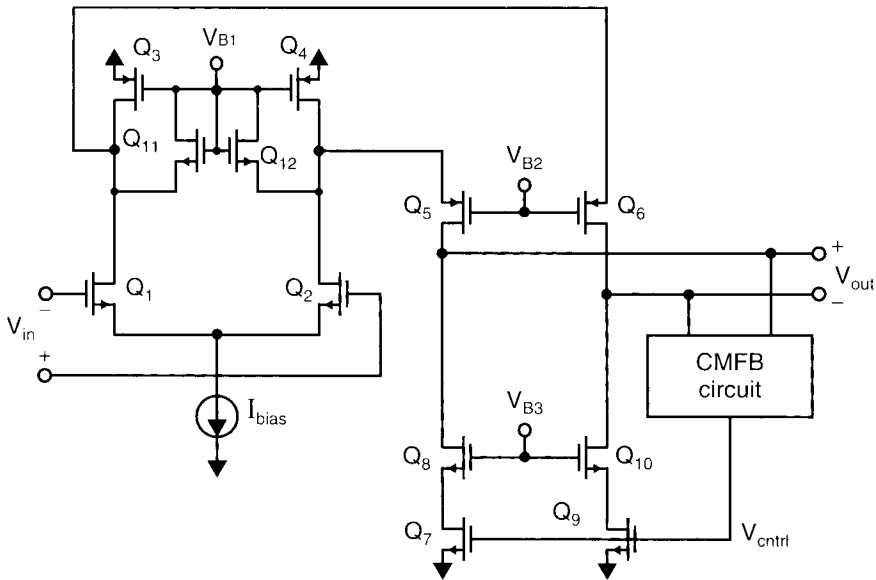 Q3
VB1
Q4
Q11
Q12
VB2
Q5
Q6
+
Vout
−
Q1
Q2
Vin
−
+
CMFB
circuit
Ibias
VB3
Q8
Q10
Q9
Q7
Vcntrl